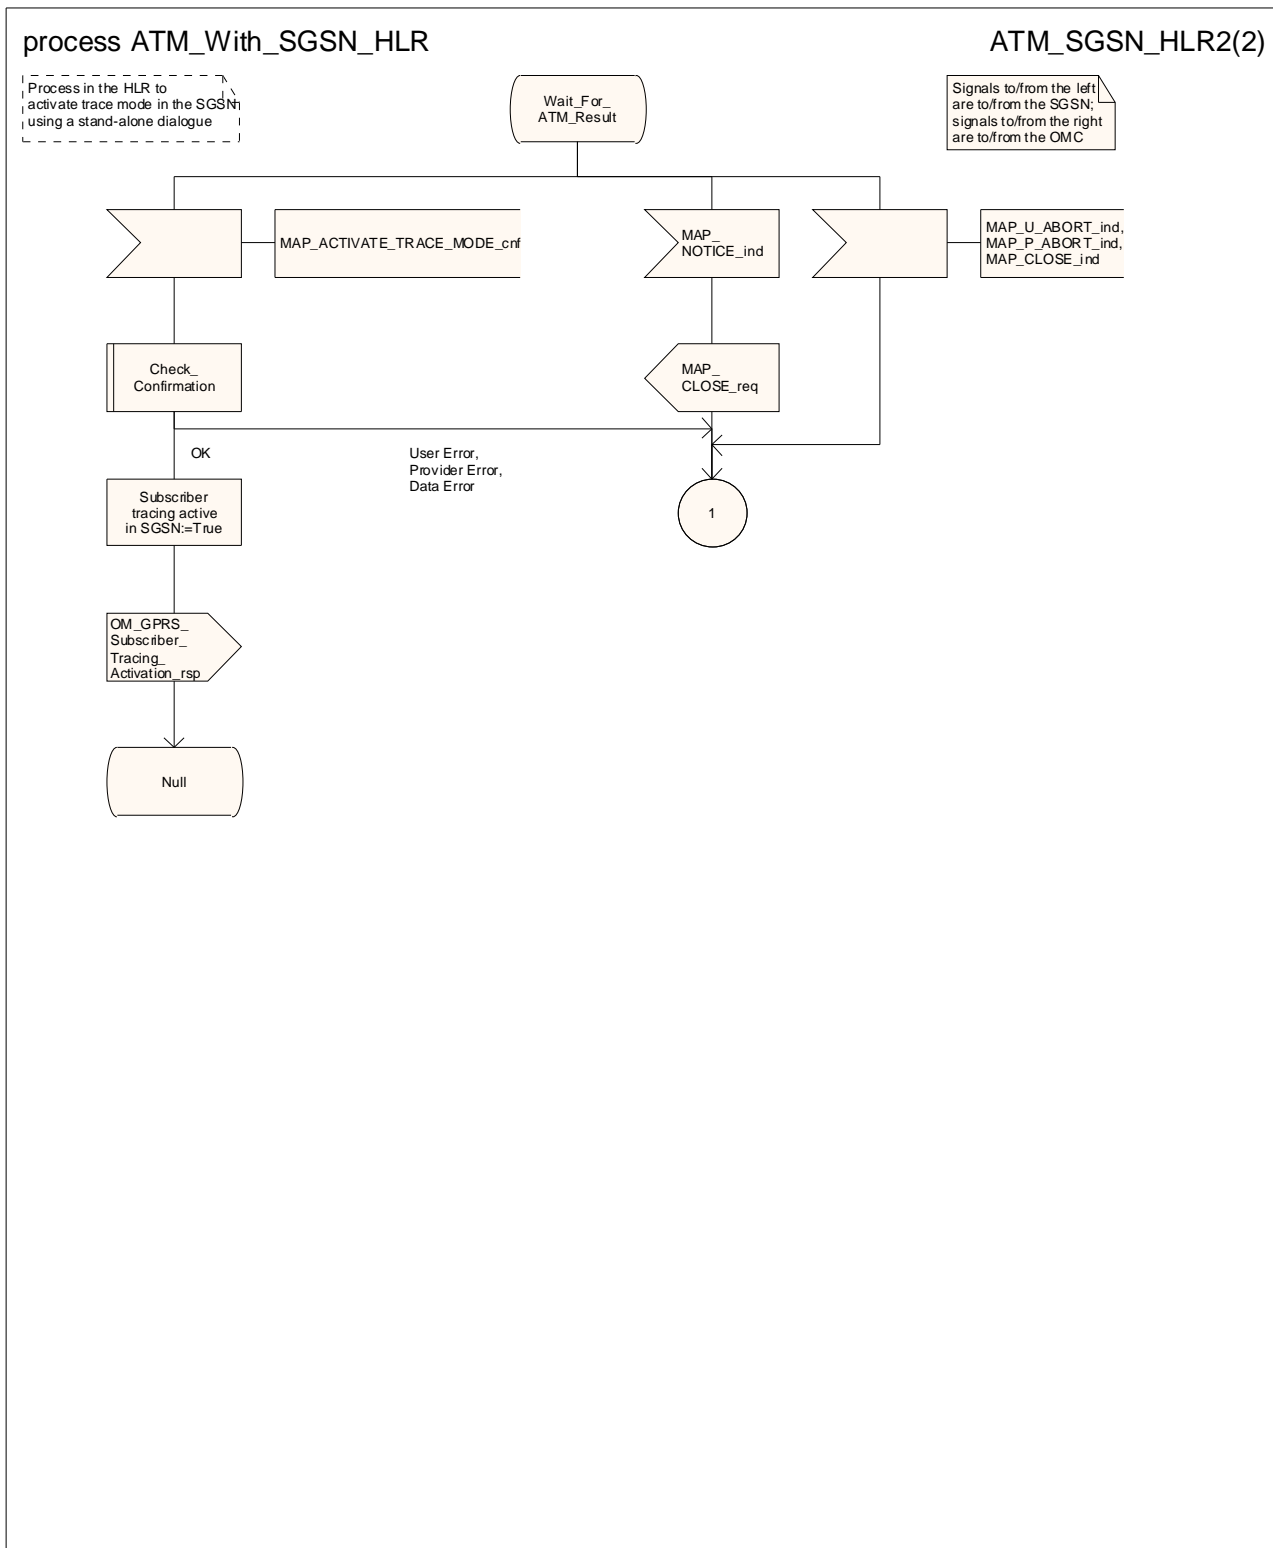 process ATM_With_SGSN_HLR
ATM_SGSN_HLR2(2)
Process in the HLR to
activate trace mode in the SGSN
using a stand-alone dialogue
Wait_For_
ATM_Result
Signals to/from the left
are to/from the SGSN;
signals to/from the right
are to/from the OMC
MAP_ACTIVATE_TRACE_MODE_cnf
MAP_
NOTICE_ind
MAP_U_ABORT_ind,
MAP_P_ABORT_ind,
MAP_CLOSE_ind
Check_
Confirmation
MAP_
CLOSE_req
OK
User Error,
Provider Error,
Data Error
Subscriber
tracing active
in SGSN:=True
1
OM_GPRS_
Subscriber_
Tracing_
Activation_rsp
Null